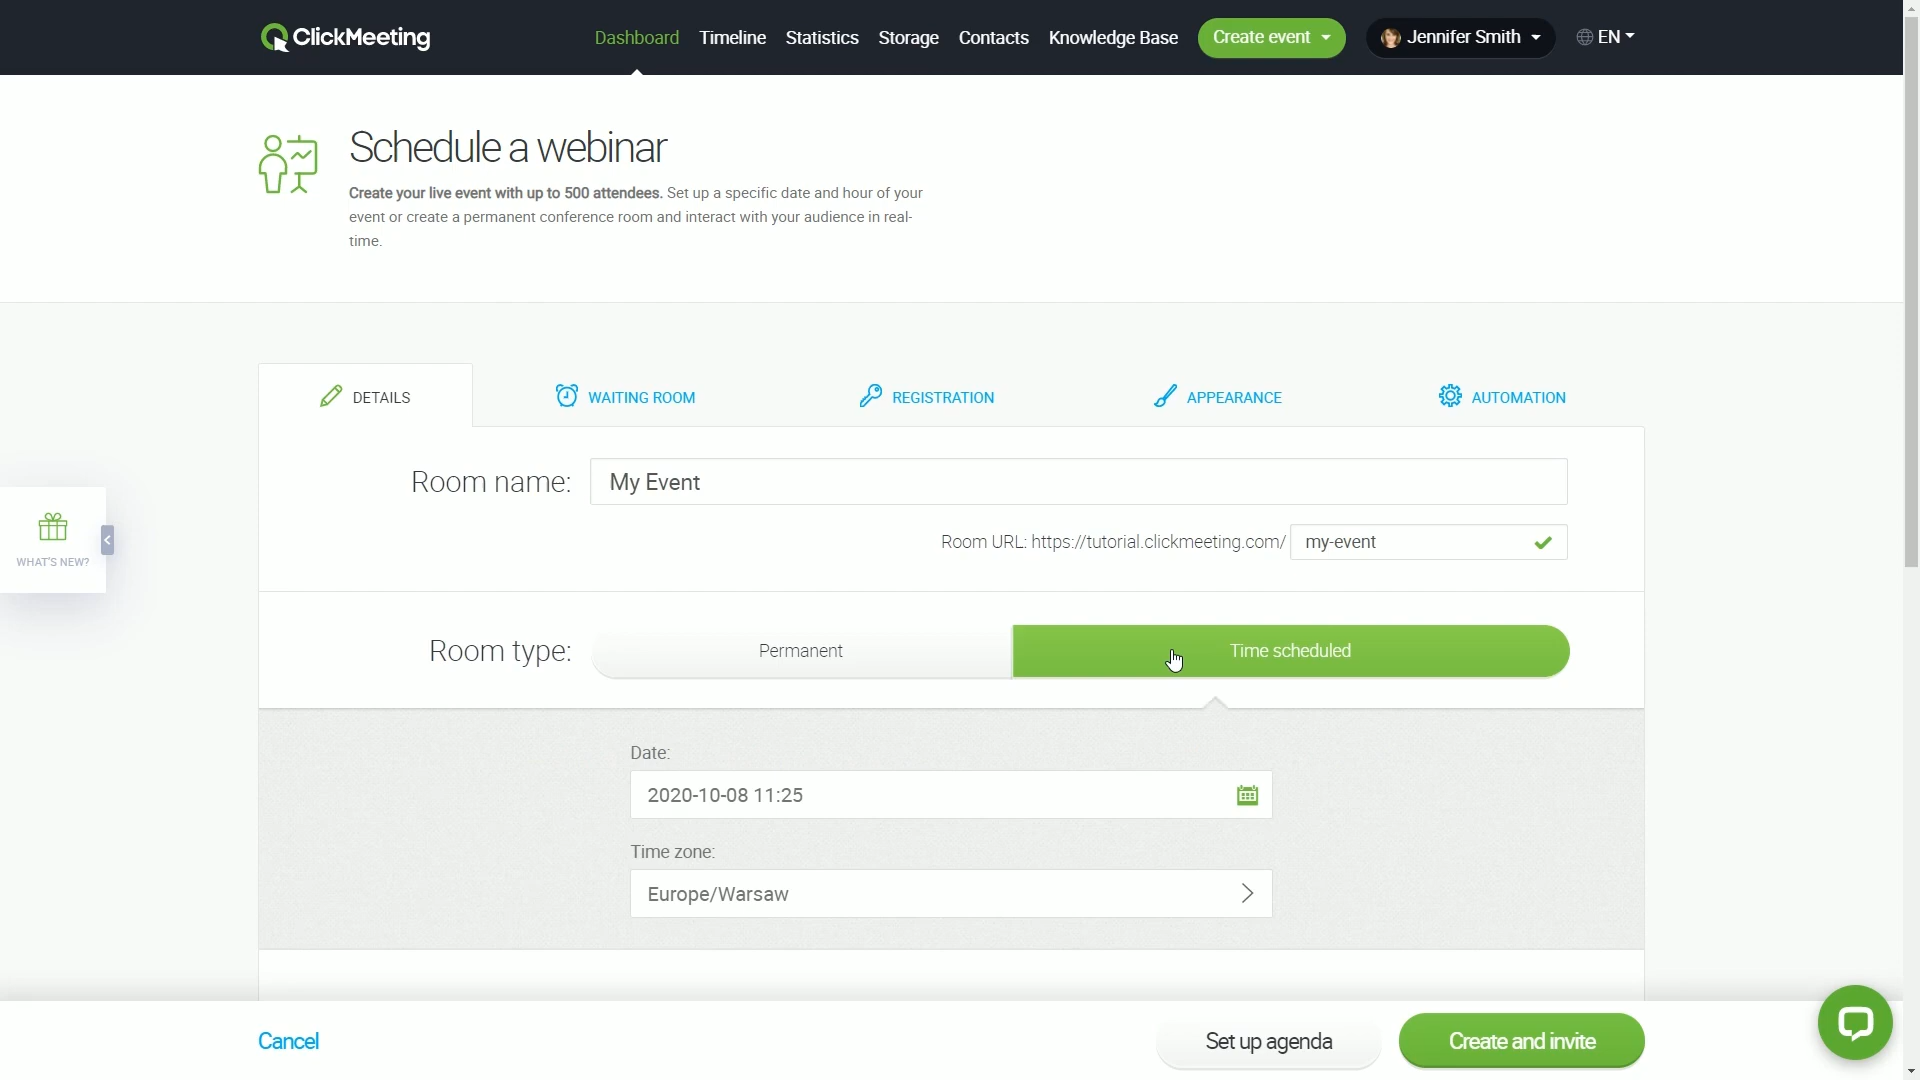 ClickMeeting
Dashboard Timeline Statistics Storage Contacts Knowledge Base Create event Jennifer Smith EN
Schedule a webinar
Create your live event with up to 500 attendees. Set up a specific date and hour of your
event or create a permanent conference room and interact with your audience in real-
time.
DETAILS WAITING ROOM REGISTRATION APPEARANCE AUTOMATION
Room name: My Event
Room URL: https://tutorial.clickmeeting.com/ my-event
WHAT'S NEW?
Room type: Permanent Time scheduled
Date:
2020-10-08 11:25
Time zone:
Europe/Warsaw
Cancel Set up agenda Create and invite